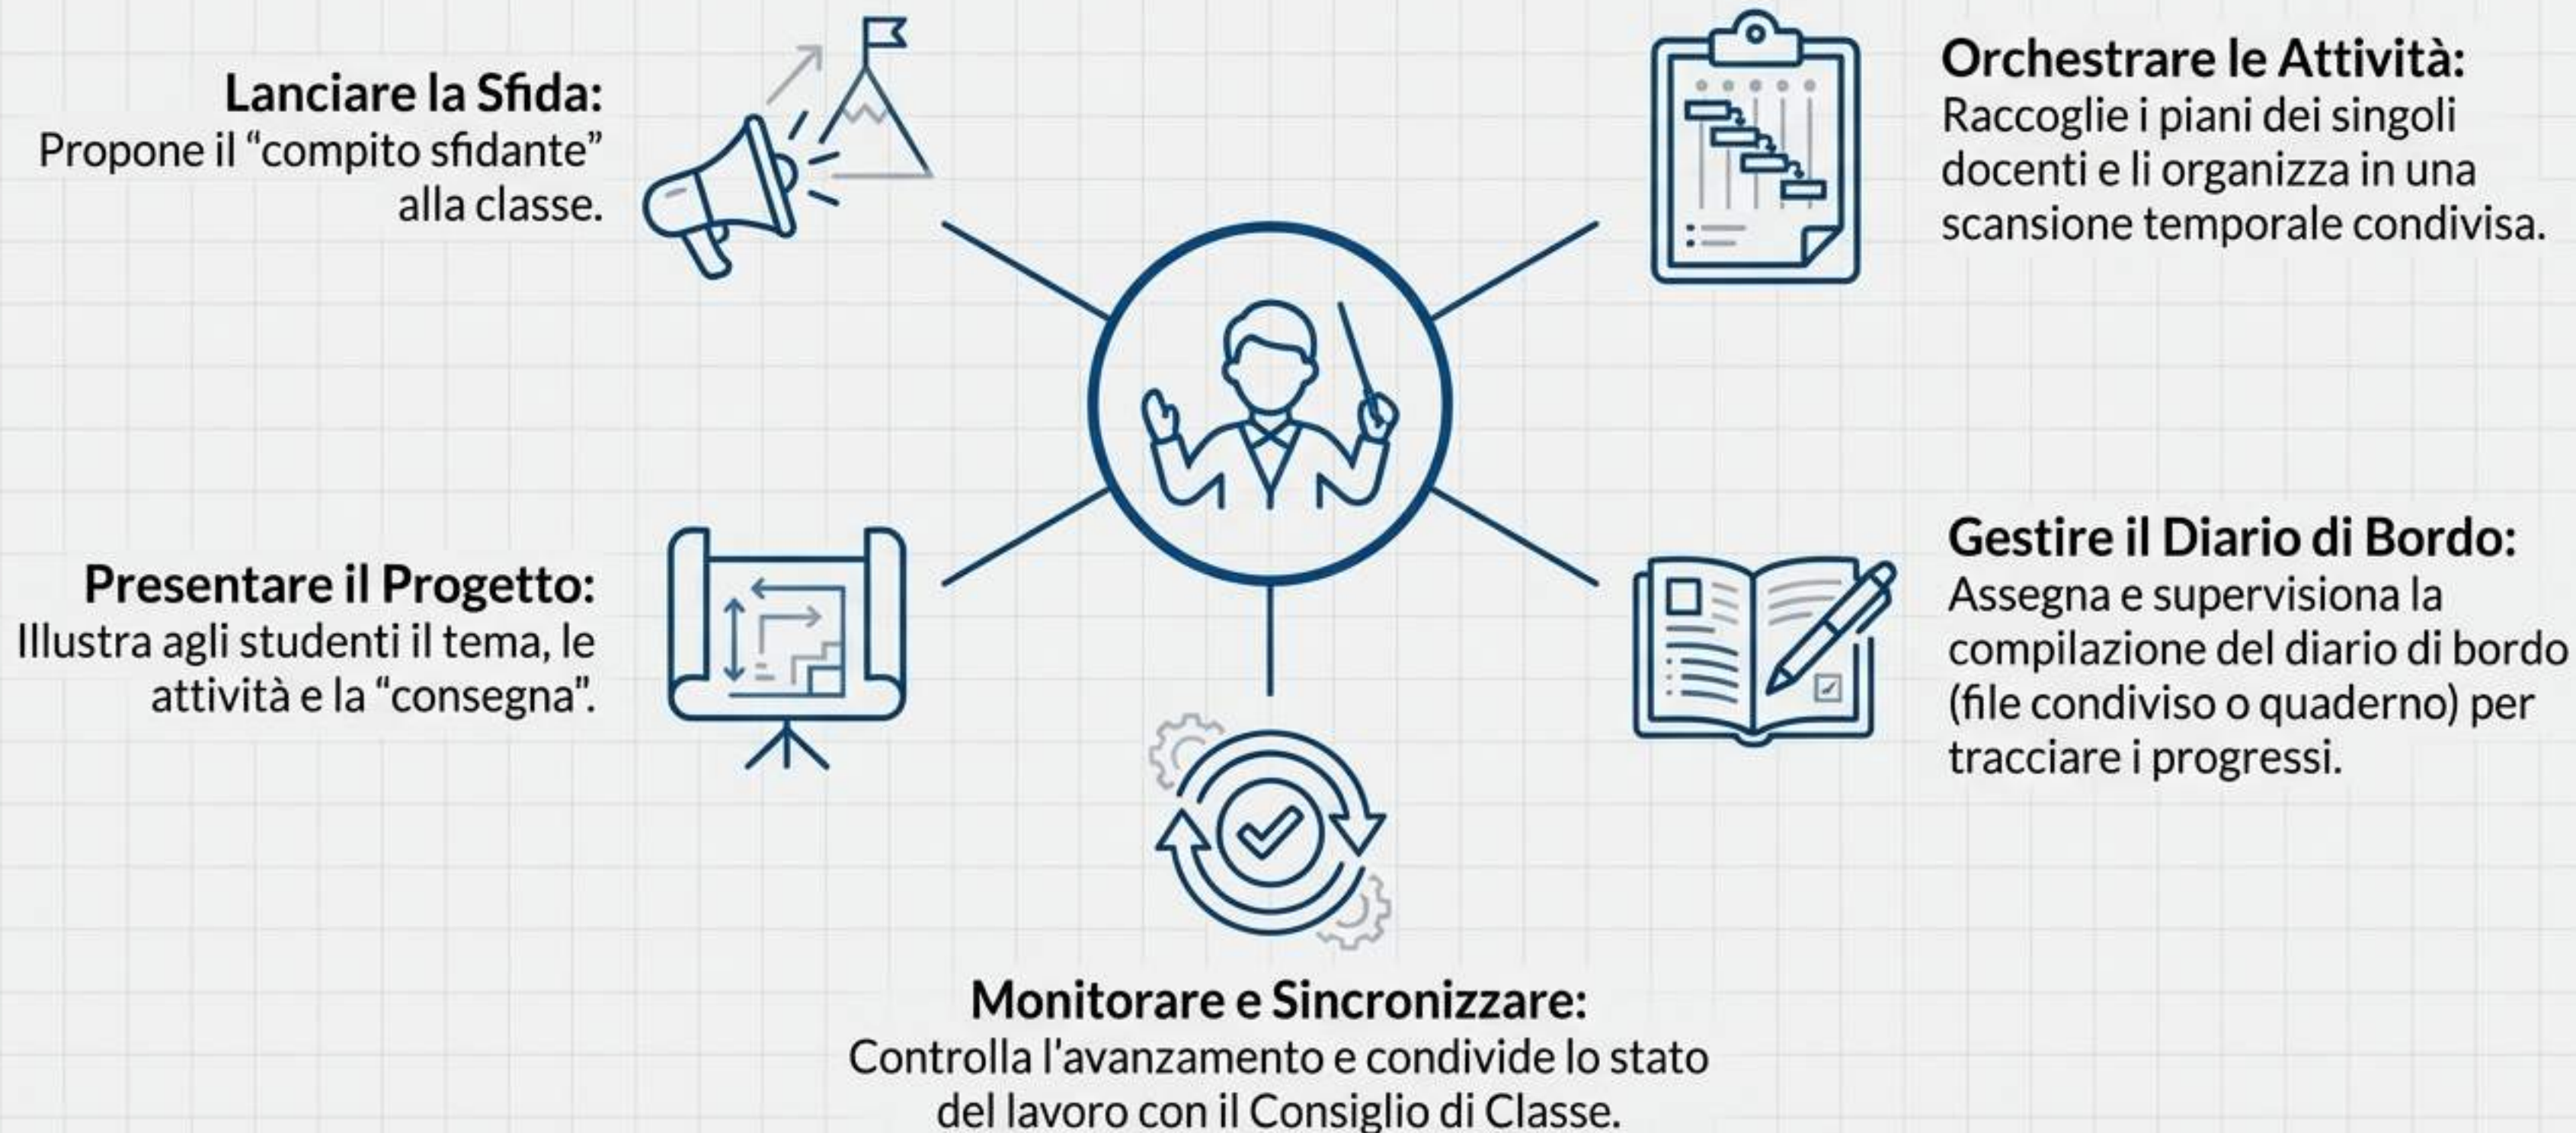 Lanciare la Sfida:
Propone il “compito sfidante”
alla classe.
Orchestrare le Attività:
Raccoglie i piani dei singoli
docenti e li organizza in una
scansione temporale condivisa.
Presentare il Progetto:
Illustra agli studenti il tema, le
attività e la “consegna”.
Gestire il Diario di Bordo:
Assegna e supervisiona la
compilazione del diario di bordo
(file condiviso o quaderno) per
tracciare i progressi.
Monitorare e Sincronizzare:
Controlla l'avanzamento e condivide lo stato
del lavoro con il Consiglio di Classe.